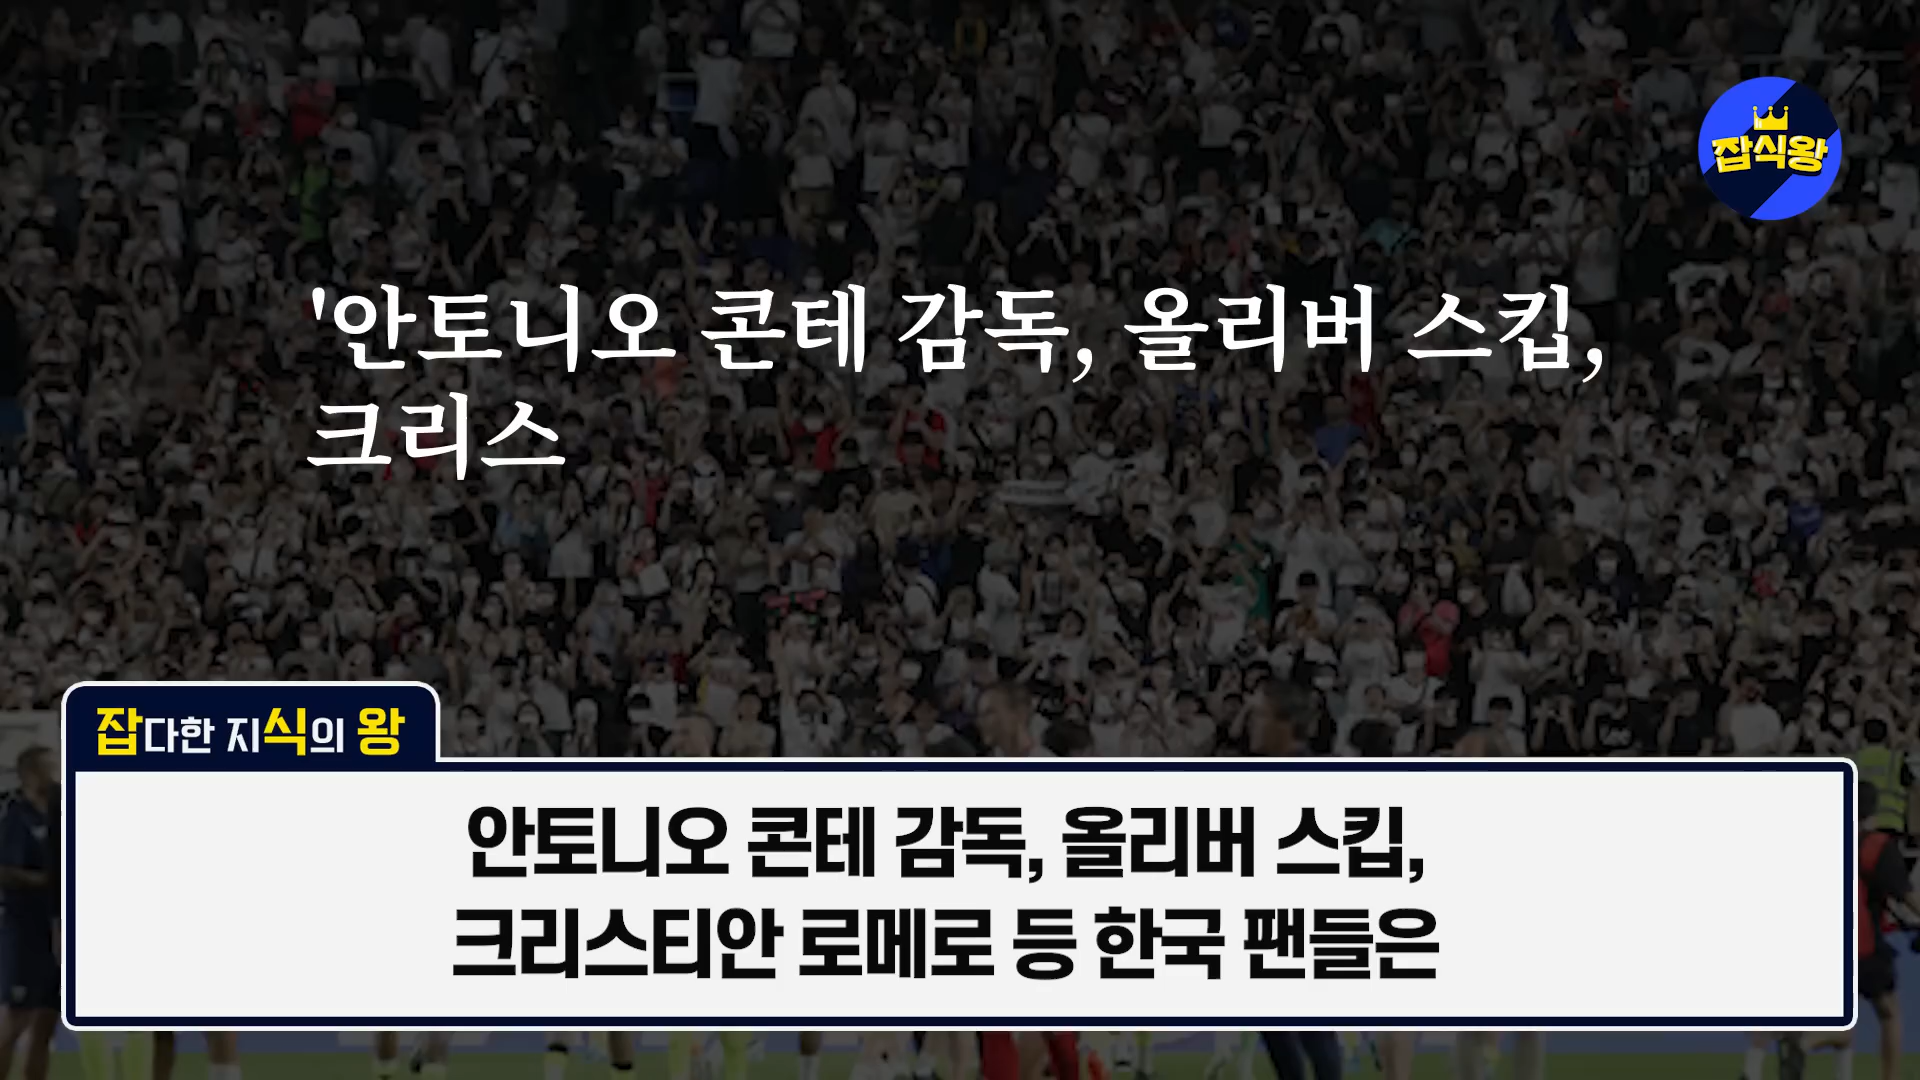 잡식왕
'안토니오 콘테 감독, 올리버 스킵,
크리스
잡다한 지식의 왕
안토니오 콘테 감독, 올리버 스킵,
크리스티안 로메로 등 한국 팬들은